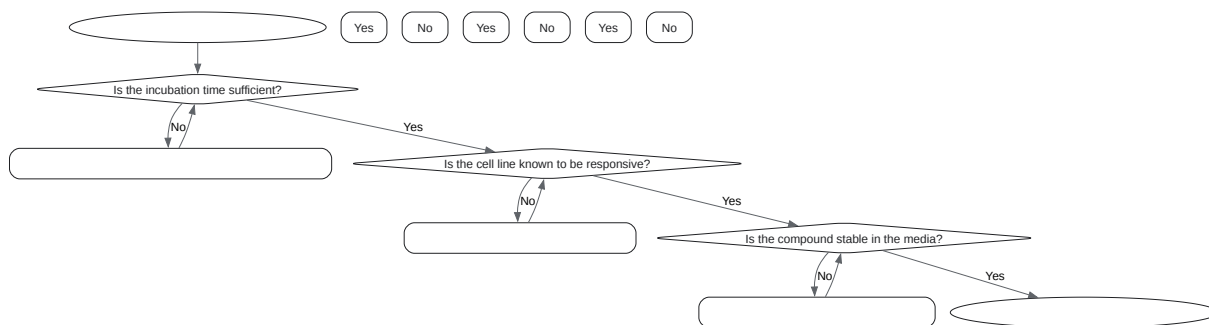 Yes
No
Yes
No
Yes
No
Is the incubation time sufficient?
No
Yes
Is the cell line known to be responsive?
No
Yes
Is the compound stable in the media?
No
Yes